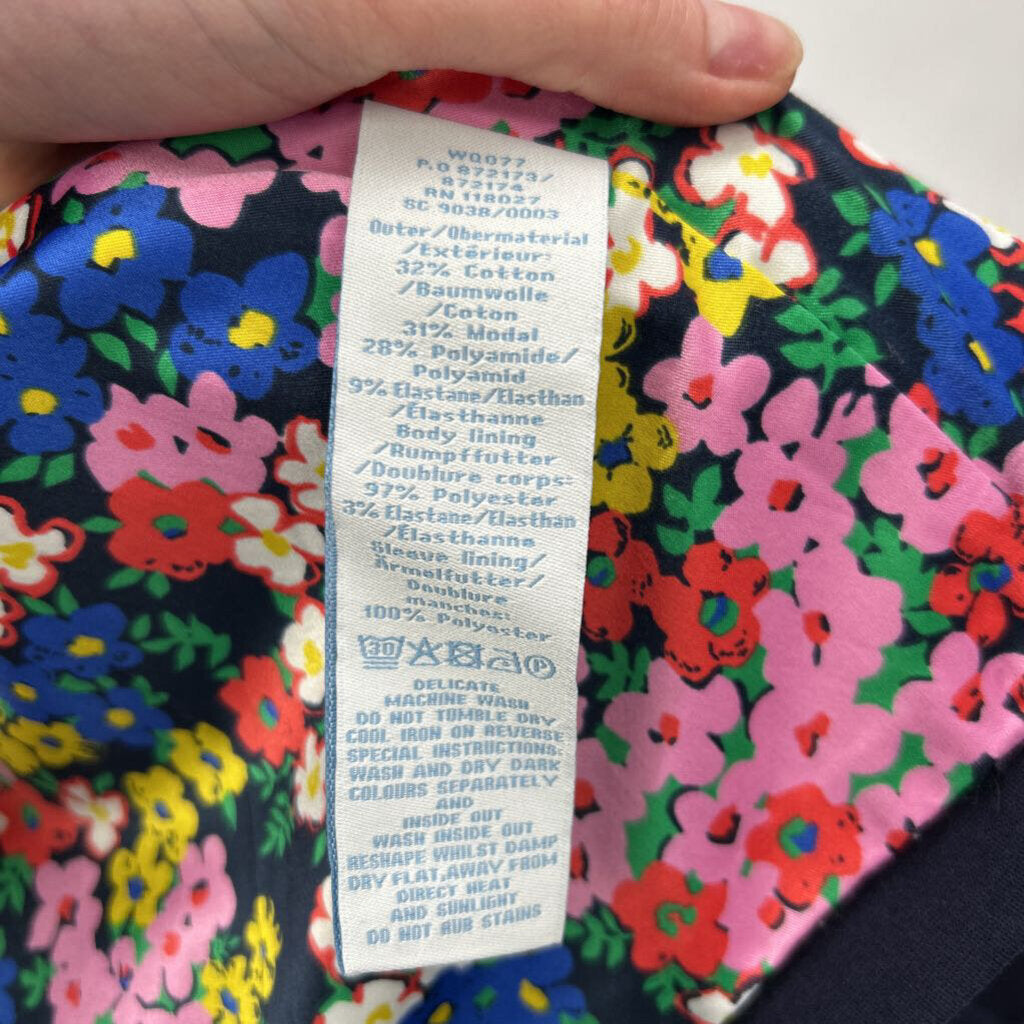 WQ077
P.O 872173/
872174
RN 118027
SC 9038/0003
Outer/Obermaterial
/Extérieur:
32% Cotton
/Baumwolle
/Coton
31% Modal
28% Polyamide/
Polyamid
9% Elastane/Elasthan
/Élasthanne
Body lining
/Rumpffutter
/Doublure corps:
97% Polyester
3% Elastane/Elasthan
/Élasthanne
Sleeve lining/
Ärmelfutter/
Doublure
manches:
100% Polyester
30 P
DELICATE
MACHINE WASH
DO NOT TUMBLE DRY
COOL IRON ON REVERSE
SPECIAL INSTRUCTIONS:
WASH AND DRY DARK
COLOURS SEPARATELY
AND
INSIDE OUT
WASH INSIDE OUT
RESHAPE WHILST DAMP
DRY FLAT,AWAY FROM
DIRECT HEAT
AND SUNLIGHT
DO NOT RUB STAINS